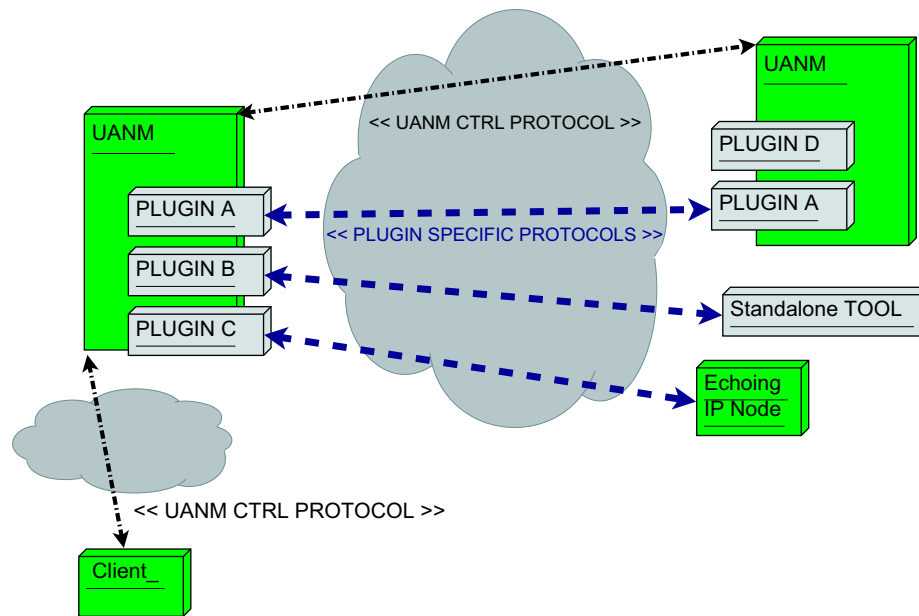 UANM
UANM
<< UANM CTRL PROTOCOL >>
PLUGIN D
PLUGIN A
PLUGIN A
<< PLUGIN SPECIFIC PROTOCOLS >>
PLUGIN B
Standalone TOOL
PLUGIN C
Echoing
IP Node
<< UANM CTRL PROTOCOL >>
Client_